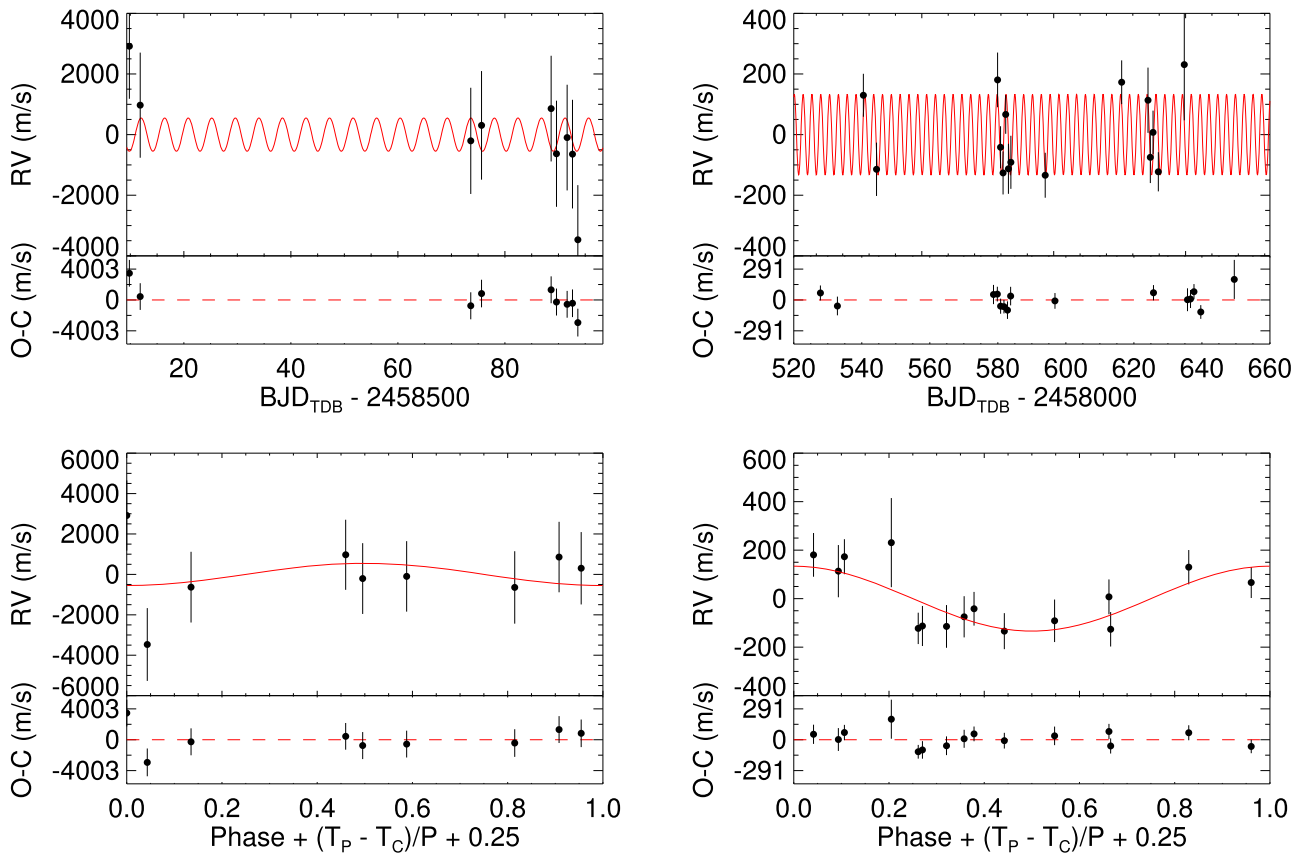 4000
2000
0
-2000
-4000
RV (m/s)
4003
0
-4003
O-C (m/s)
20 40 60 80
BJD_TDB - 2458500
400
200
0
-200
-400
RV (m/s)
291
0
-291
O-C (m/s)
520 540 560 580 600 620 640 660
BJD_TDB - 2458000
6000
4000
2000
0
-2000
-4000
-6000
RV (m/s)
4003
0
-4003
O-C (m/s)
0.0 0.2 0.4 0.6 0.8 1.0
Phase + (T_P - T_C)/P + 0.25
600
400
200
0
-200
-400
RV (m/s)
291
0
-291
O-C (m/s)
0.0 0.2 0.4 0.6 0.8 1.0
Phase + (T_P - T_C)/P + 0.25